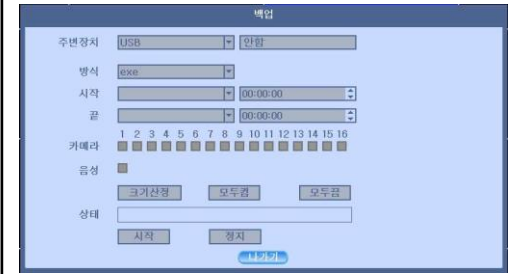 백업
주변장치 USB 안함
방식 exe
시작 00:00:00
끝 00:00:00
1 2 3 4 5 6 7 8 9 10 11 12 13 14 15 16
카메라
음성
크기산정 모두켬 모두끔
상태
시작 정지
나가기